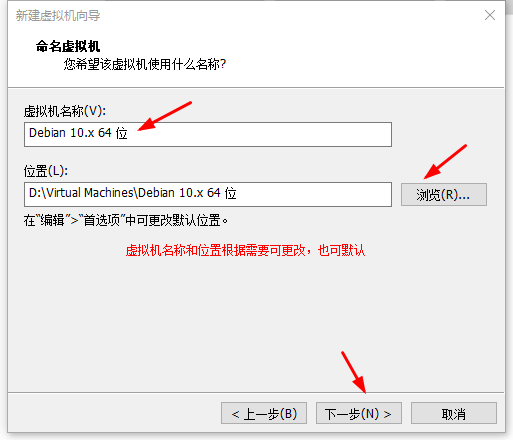 新建虚拟机向导
命名虚拟机
您希望该虚拟机使用什么名称?
虚拟机名称(V):
Debian 10.x 64 位
位置(L):
D:\Virtual Machines\Debian 10.x 64 位
浏览(R)...
在“编辑”>“首选项”中可更改默认位置。
虚拟机名称和位置根据需要可更改，也可默认
< 上一步(B)
下一步(N) >
取消